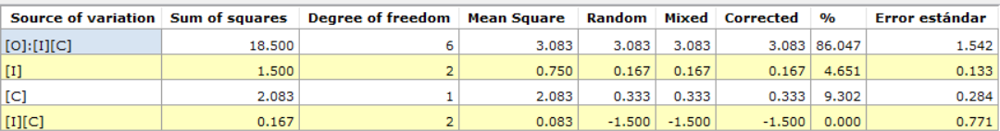 Source of variation Sum of squares Degree of freedom Mean Square Random Mixed Corrected % Error estándar
[O]:[I][C] 18.500 6 3.083 3.083 3.083 3.083 86.047 1.542
[I] 1.500 2 0.750 0.167 0.167 0.167 4.651 0.133
[C] 2.083 1 2.083 0.333 0.333 0.333 9.302 0.284
[I][C] 0.167 2 0.083 -1.500 -1.500 -1.500 0.000 0.771